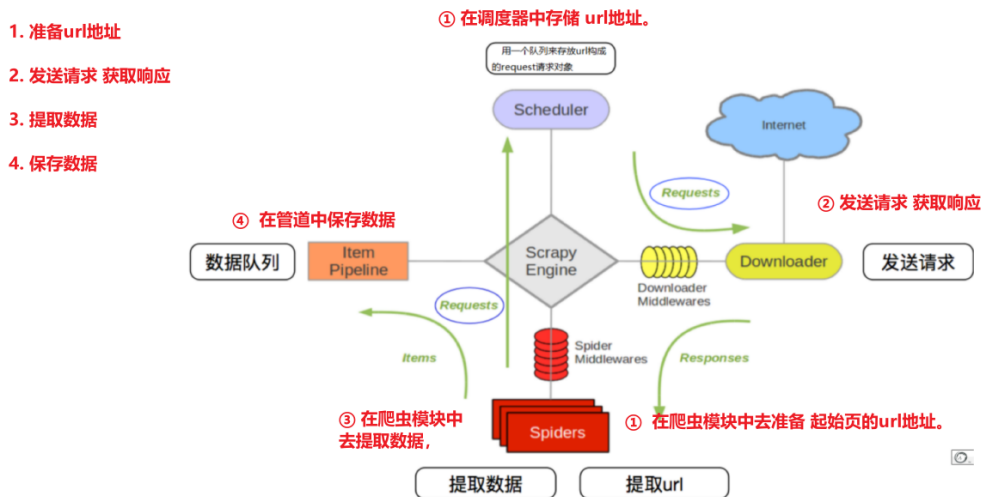 ① 在调度器中存储 url地址。
1. 准备url地址
2. 发送请求 获取响应
3. 提取数据
4. 保存数据
用一个队列来存放url构成
的request请求对象
Scheduler
Internet
Requests
② 发送请求 获取响应
④ 在管道中保存数据
数据队列
Item
Pipeline
Scrapy
Engine
Downloader
发送请求
Downloader
Middlewares
Requests
Items
Spider
Middlewares
Responses
③ 在爬虫模块中
去提取数据，
Spiders
① 在爬虫模块中去准备 起始页的url地址。
提取数据
提取url